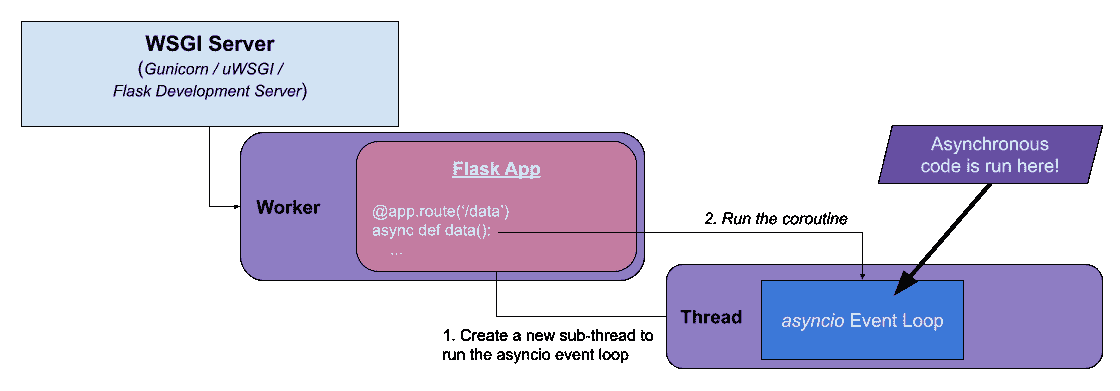 WSGI Server
(Gunicorn / uWSGI /
Flask Development Server)
Worker
Flask App
@app.route('/data')
async def data():
...
Asynchronous
code is run here!
2. Run the coroutine
1. Create a new sub-thread to
run the asyncio event loop
Thread
asyncio Event Loop